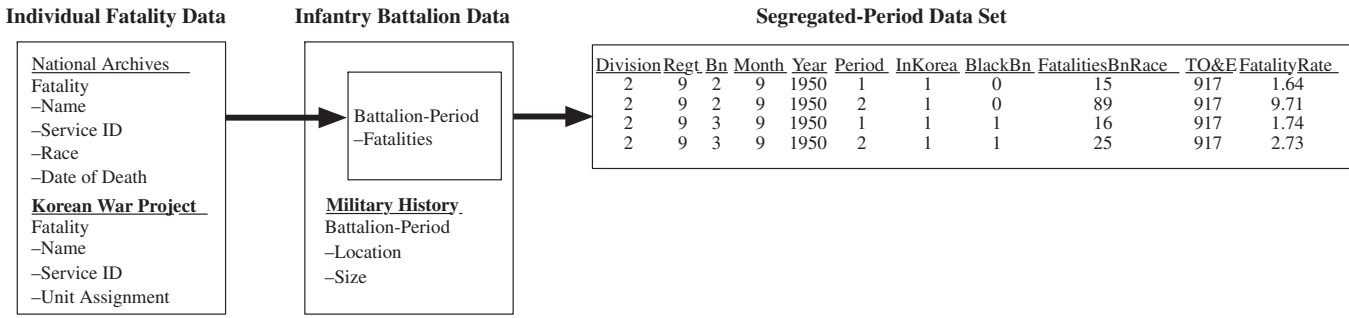 Individual Fatality Data
National Archives
Fatality
–Name
–Service ID
–Race
–Date of Death
Korean War Project
Fatality
–Name
–Service ID
–Unit Assignment
Infantry Battalion Data
Battalion-Period
–Fatalities
Military History
Battalion-Period
–Location
–Size
Segregated-Period Data Set
Division Regt Bn Month Year Period InKorea BlackBn FatalitiesBnRace TO&E FatalityRate
2 9 2 9 1950 1 1 0 15 917 1.64
2 9 2 9 1950 2 1 0 89 917 9.71
2 9 3 9 1950 1 1 1 16 917 1.74
2 9 3 9 1950 2 1 1 25 917 2.73